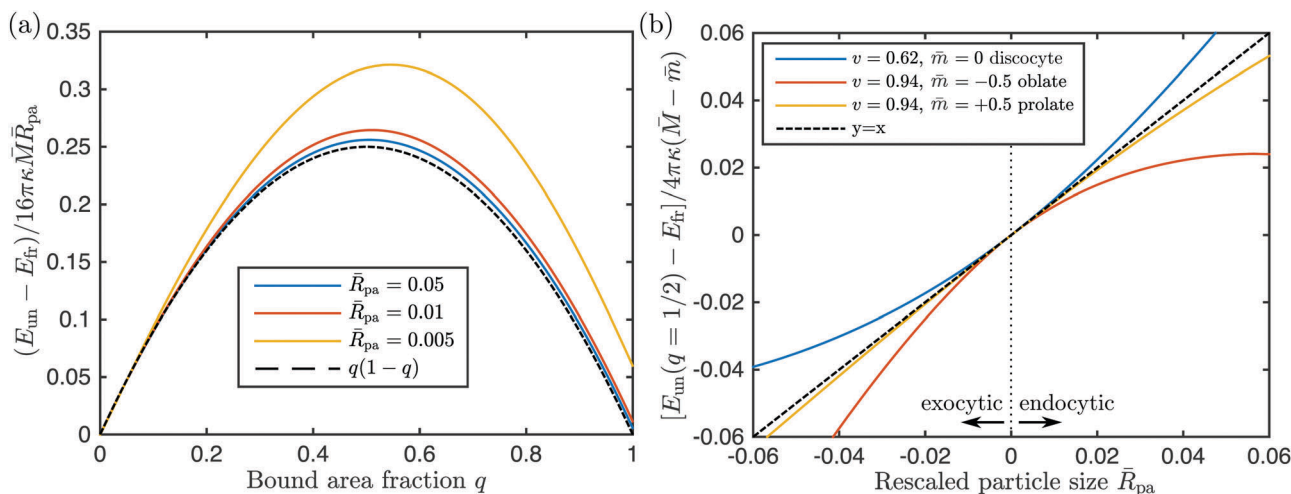 (a)
0.35
0.3
0.25
0.2
0.15
0.1
0.05
0
(E_un − E_fr)/16πκM̄R̄_pa
R̄_pa = 0.05
R̄_pa = 0.01
R̄_pa = 0.005
q(1 − q)
0 0.2 0.4 0.6 0.8 1
Bound area fraction q
(b)
0.06
0.04
0.02
0
-0.02
-0.04
-0.06
[E_un(q = 1/2) − E_fr]/4πκ(M̄ − m̄)
v = 0.62, m̄ = 0 discocyte
v = 0.94, m̄ = −0.5 oblate
v = 0.94, m̄ = +0.5 prolate
y=x
exocytic endocytic
-0.06 -0.04 -0.02 0 0.02 0.04 0.06
Rescaled particle size R̄_pa